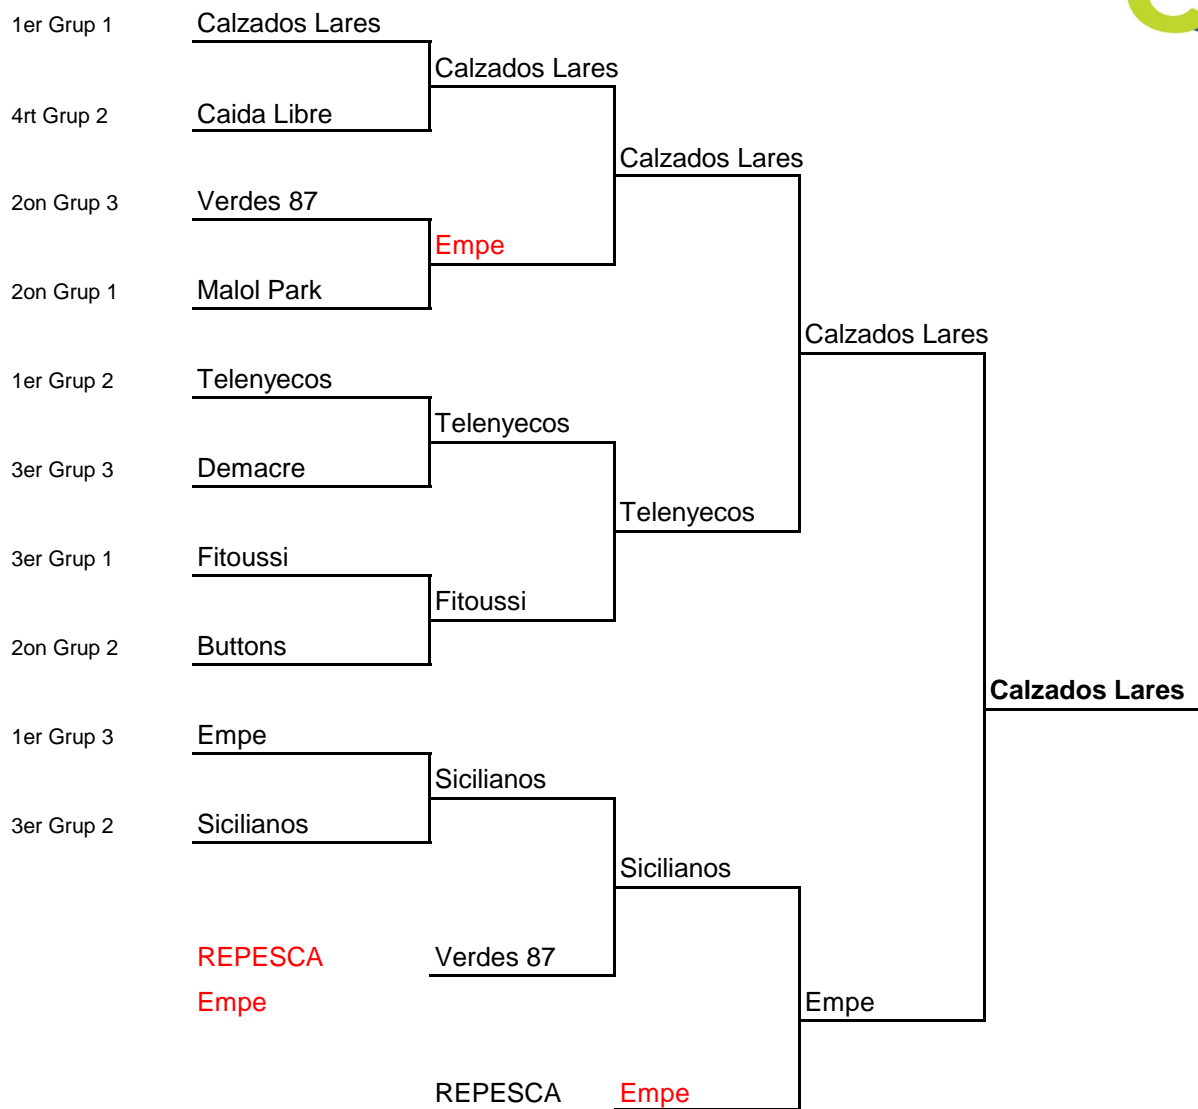 1er Grup 1 Calzados Lares
Calzados Lares
4rt Grup 2 Caida Libre
Calzados Lares
2on Grup 3 Verdes 87
Empe
2on Grup 1 Malol Park
Calzados Lares
1er Grup 2 Telenyecos
Telenyecos
3er Grup 3 Demacre
Telenyecos
3er Grup 1 Fitoussi
Fitoussi
2on Grup 2 Buttons
Calzados Lares
1er Grup 3 Empe
Sicilianos
3er Grup 2 Sicilianos
Sicilianos
REPESCA Verdes 87
Empe Empe
REPESCA Empe